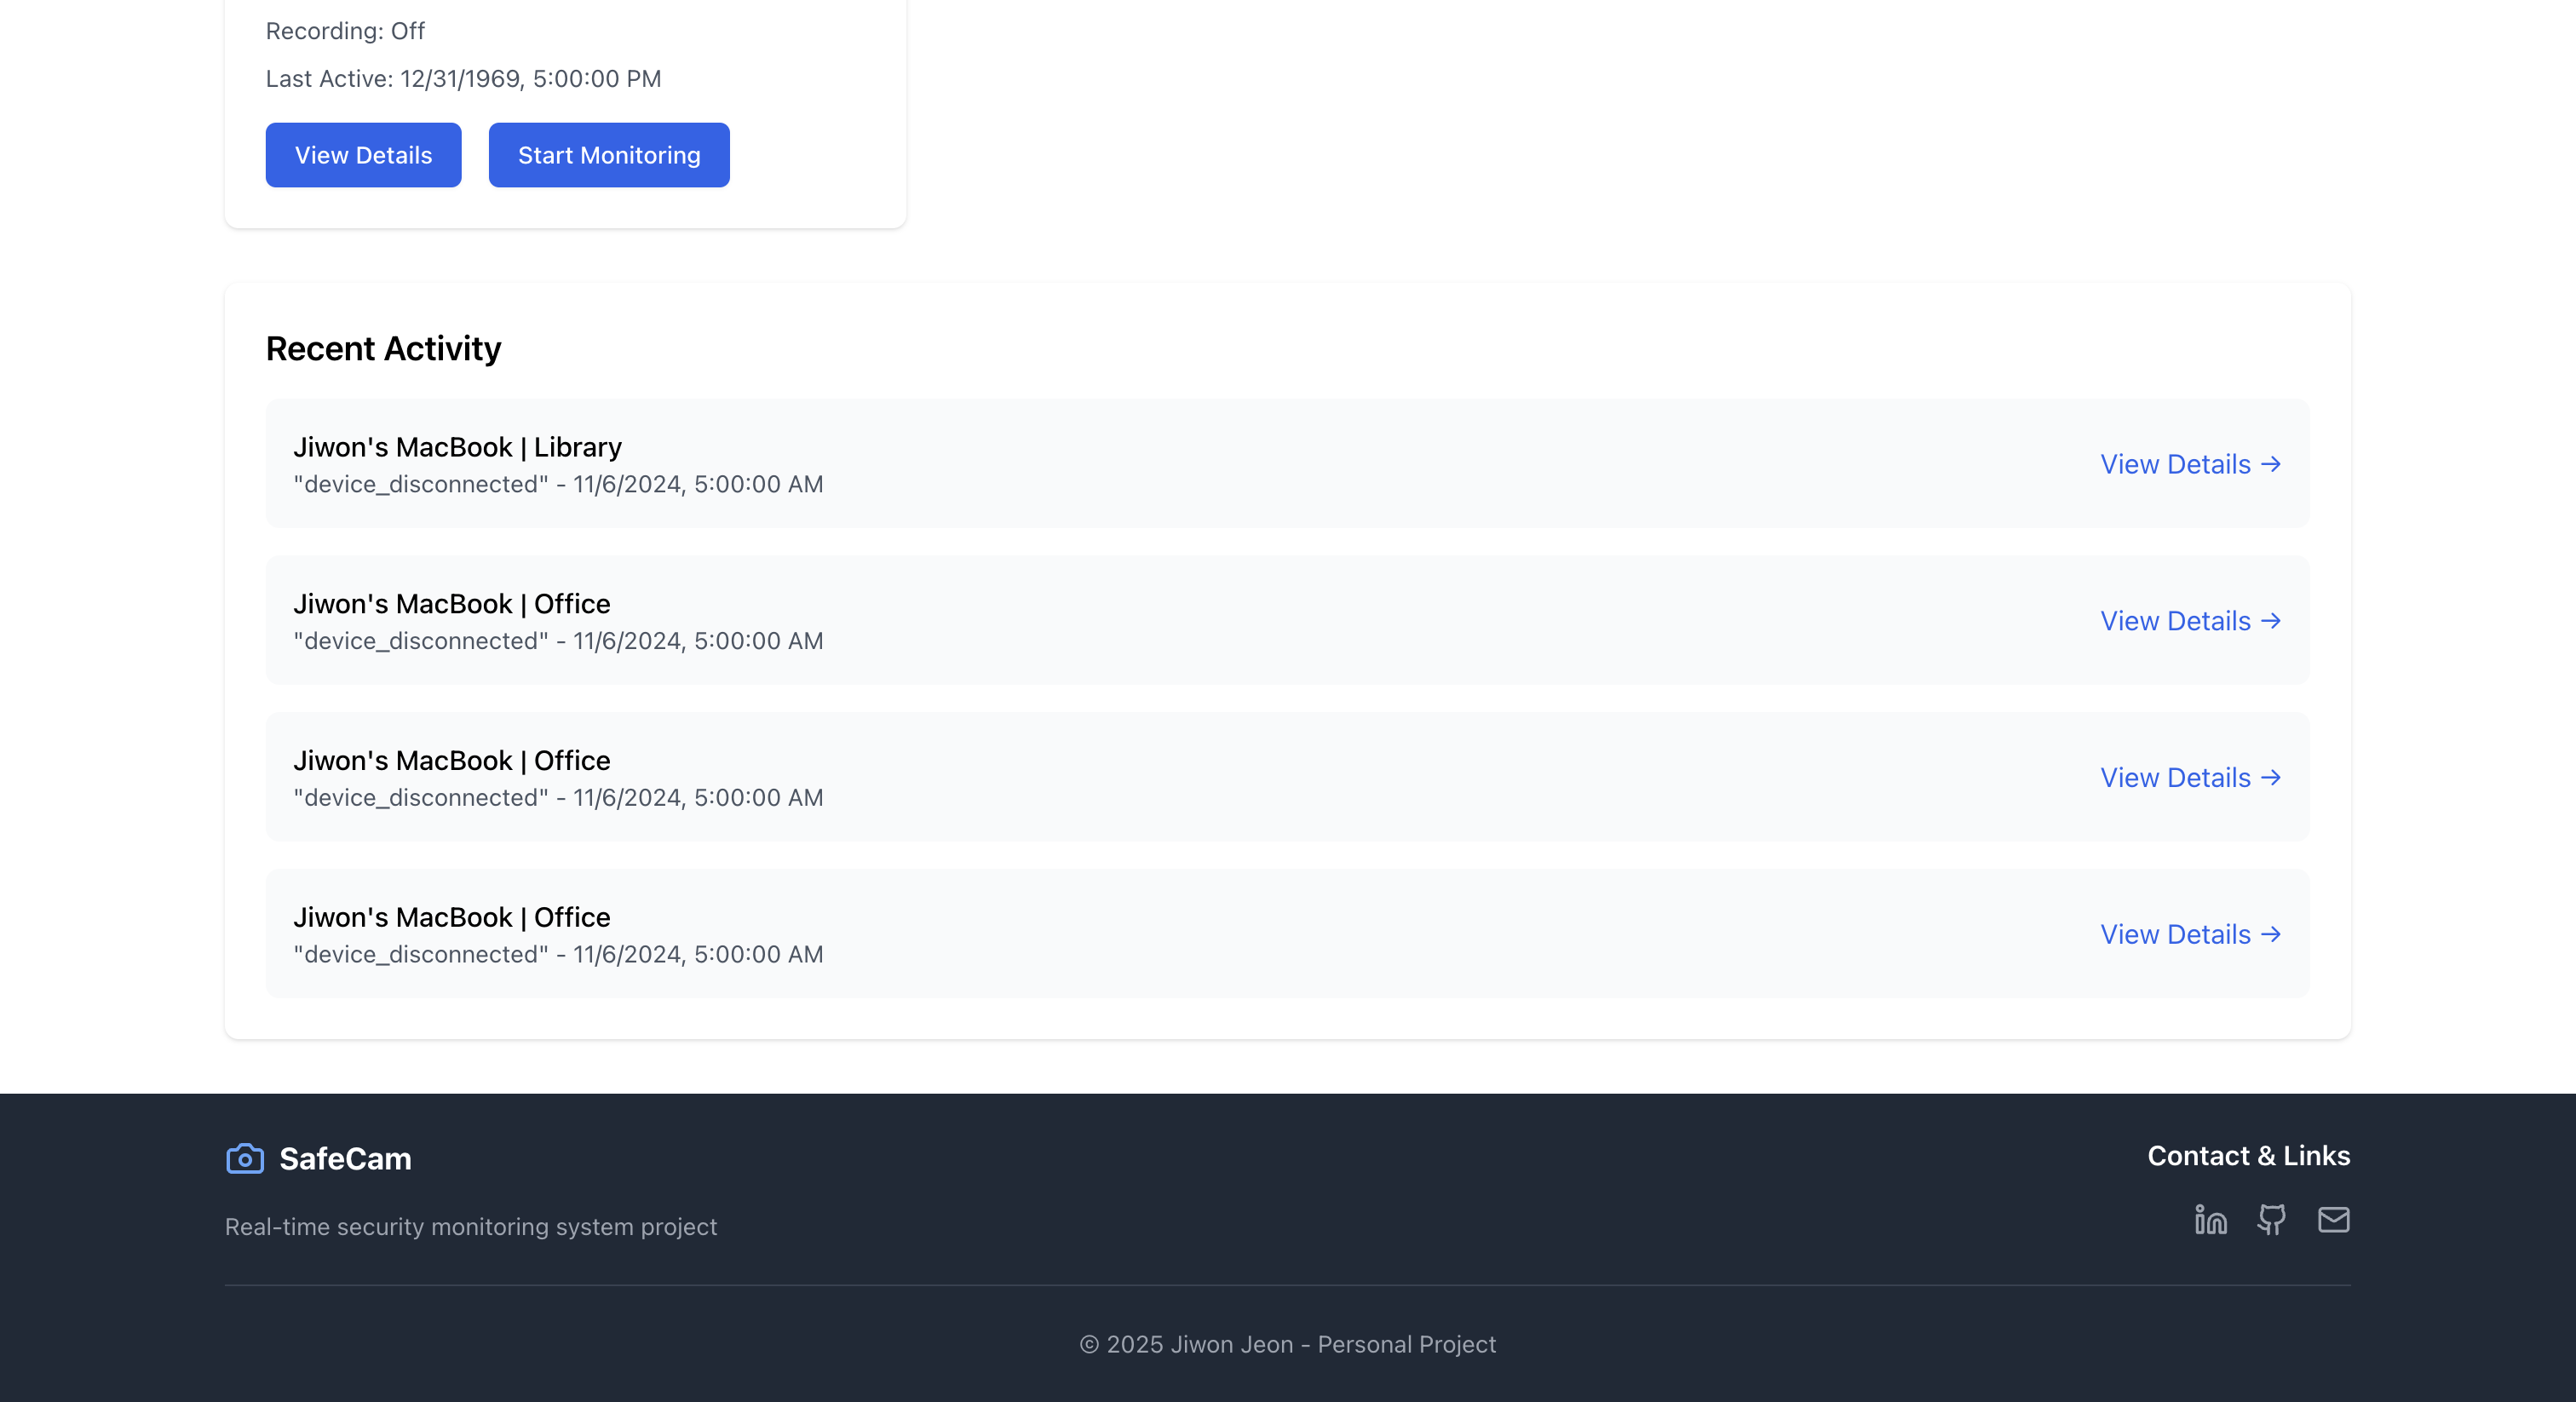 Recording: Off
Last Active: 12/31/1969, 5:00:00 PM
View Details
Start Monitoring
Recent Activity
Jiwon's MacBook | Library
"device_disconnected" - 11/6/2024, 5:00:00 AM
View Details →
Jiwon's MacBook | Office
"device_disconnected" - 11/6/2024, 5:00:00 AM
View Details →
Jiwon's MacBook | Office
"device_disconnected" - 11/6/2024, 5:00:00 AM
View Details →
Jiwon's MacBook | Office
"device_disconnected" - 11/6/2024, 5:00:00 AM
View Details →
SafeCam
Real-time security monitoring system project
Contact & Links
© 2025 Jiwon Jeon - Personal Project